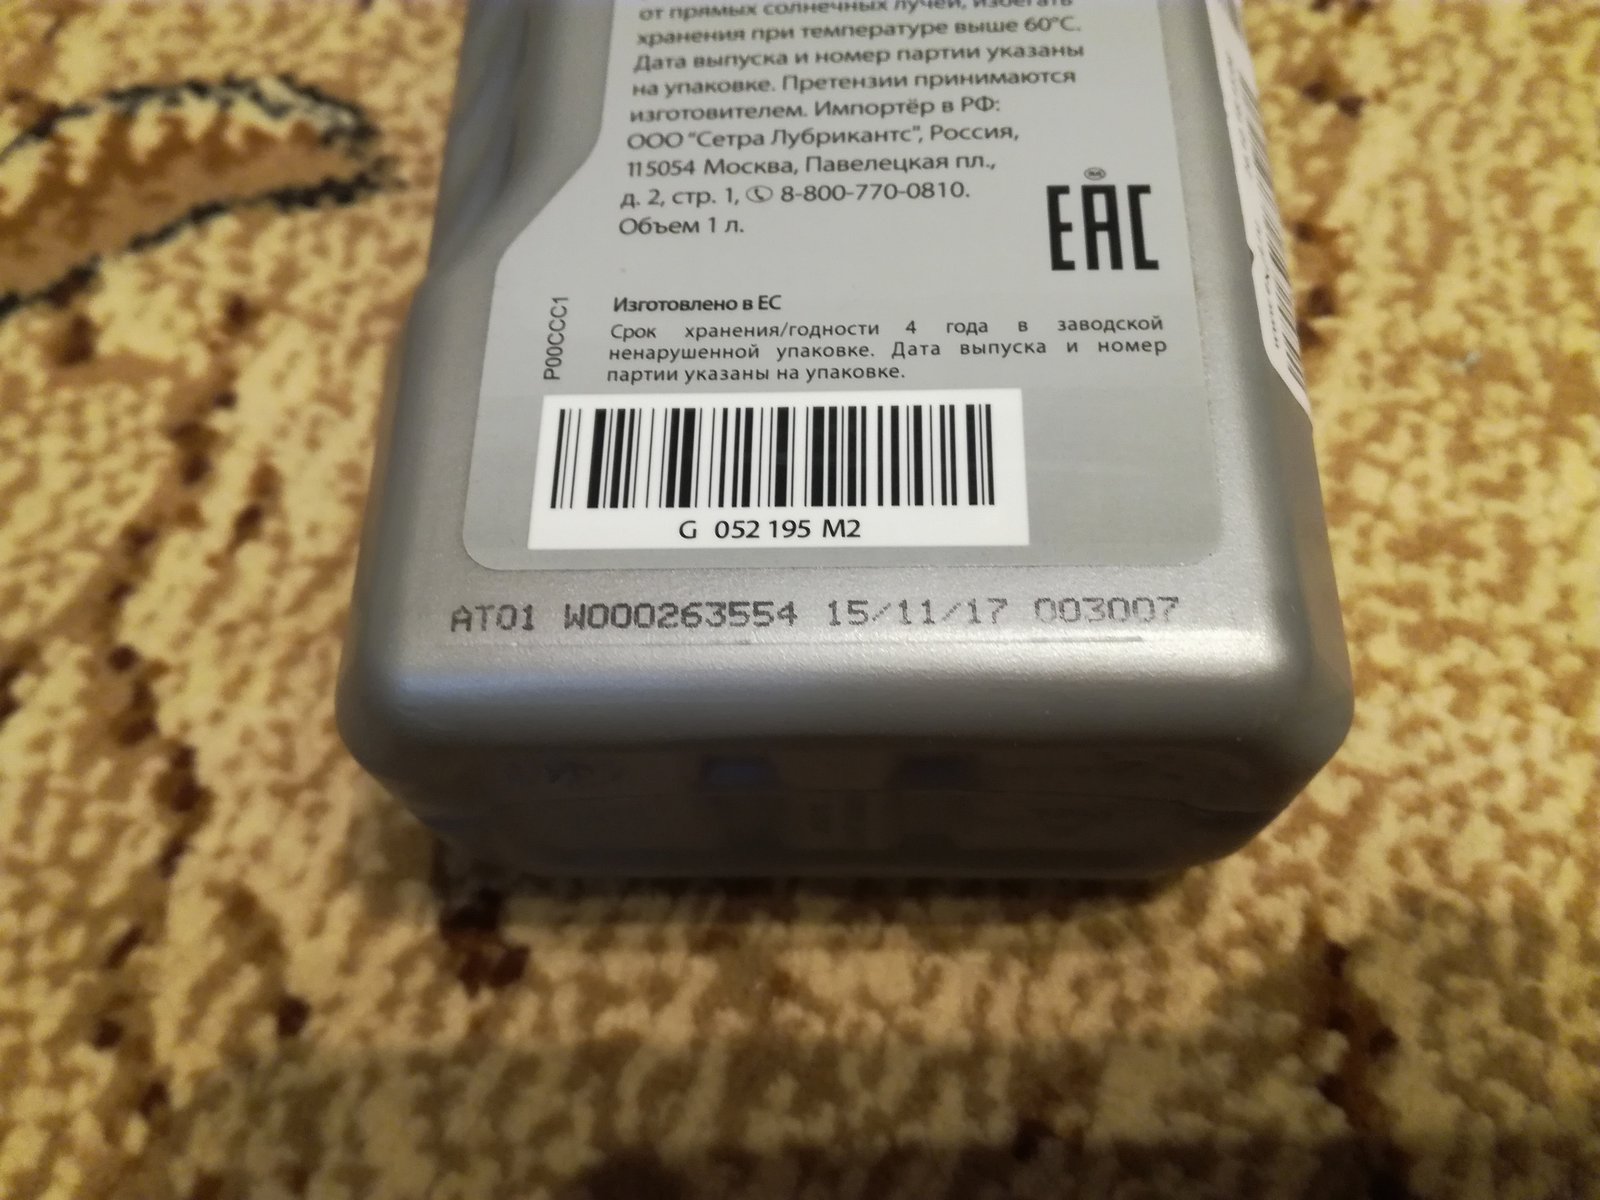 от прямых солнечных лучей, избегать
хранения при температуре выше 60°C.
Дата выпуска и номер партии указаны
на упаковке. Претензии принимаются
изготовителем. Импортёр в РФ:
ООО "Сетра Лубрикантс", Россия,
115054 Москва, Павелецкая пл.,
д. 2, стр. 1, 8-800-770-0810.
Объем 1 л.
EAC
P00CCC1
Изготовлено в ЕС
Срок хранения/годности 4 года в заводской
ненарушенной упаковке. Дата выпуска и номер
партии указаны на упаковке.
G 052 195 M2
AT01 W000263554 15/11/17 003007